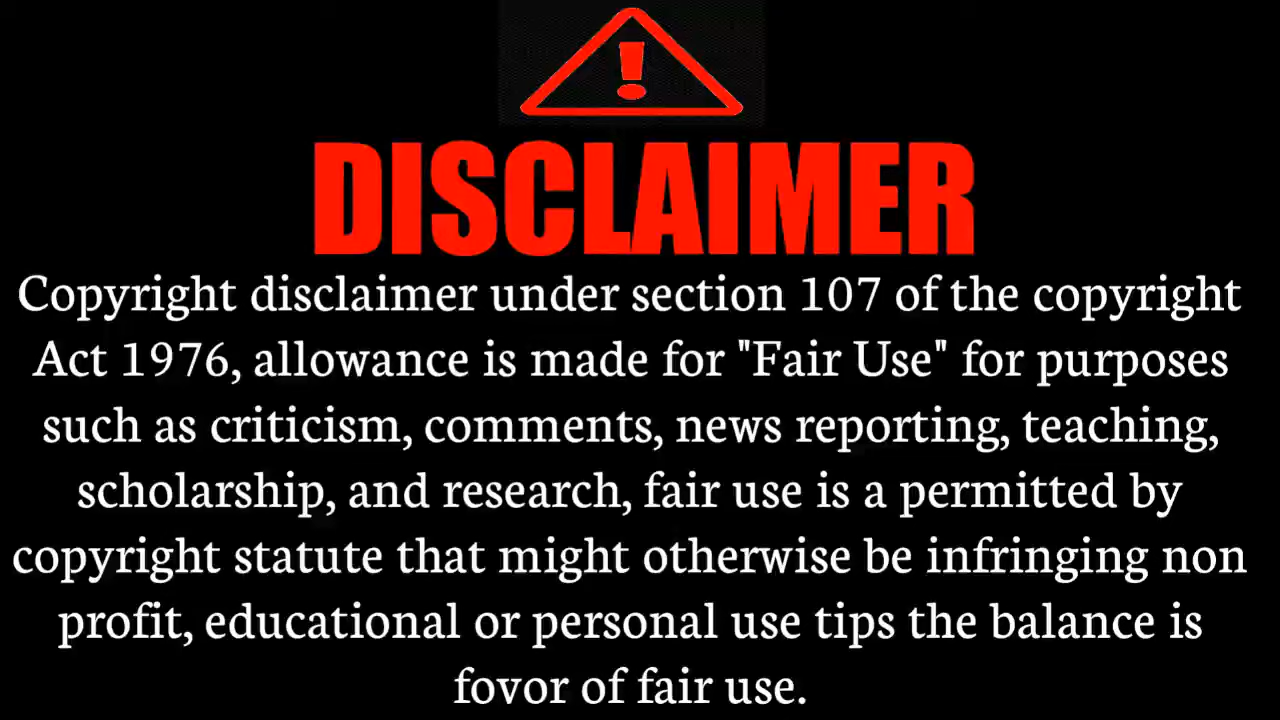 DISCLAIMER
Copyright disclaimer under section 107 of the copyright
Act 1976, allowance is made for "Fair Use" for purposes
such as criticism, comments, news reporting, teaching,
scholarship, and research, fair use is a permitted by
copyright statute that might otherwise be infringing non
profit, educational or personal use tips the balance is
fovor of fair use.